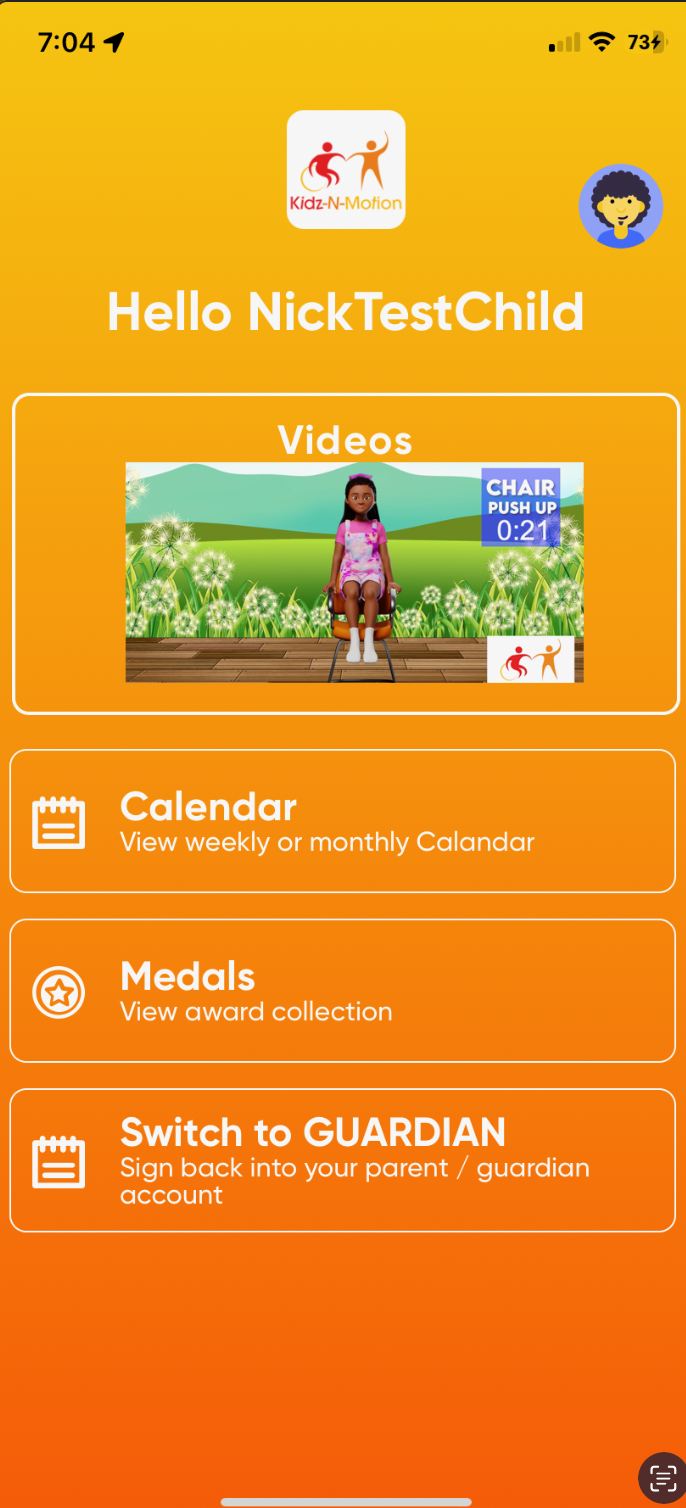 7:04
73
Kidz-N-Motion
Hello NickTestChild
Videos
CHAIR
PUSH UP
0:21
Calendar
View weekly or monthly Calandar
Medals
View award collection
Switch to GUARDIAN
Sign back into your parent / guardian
account